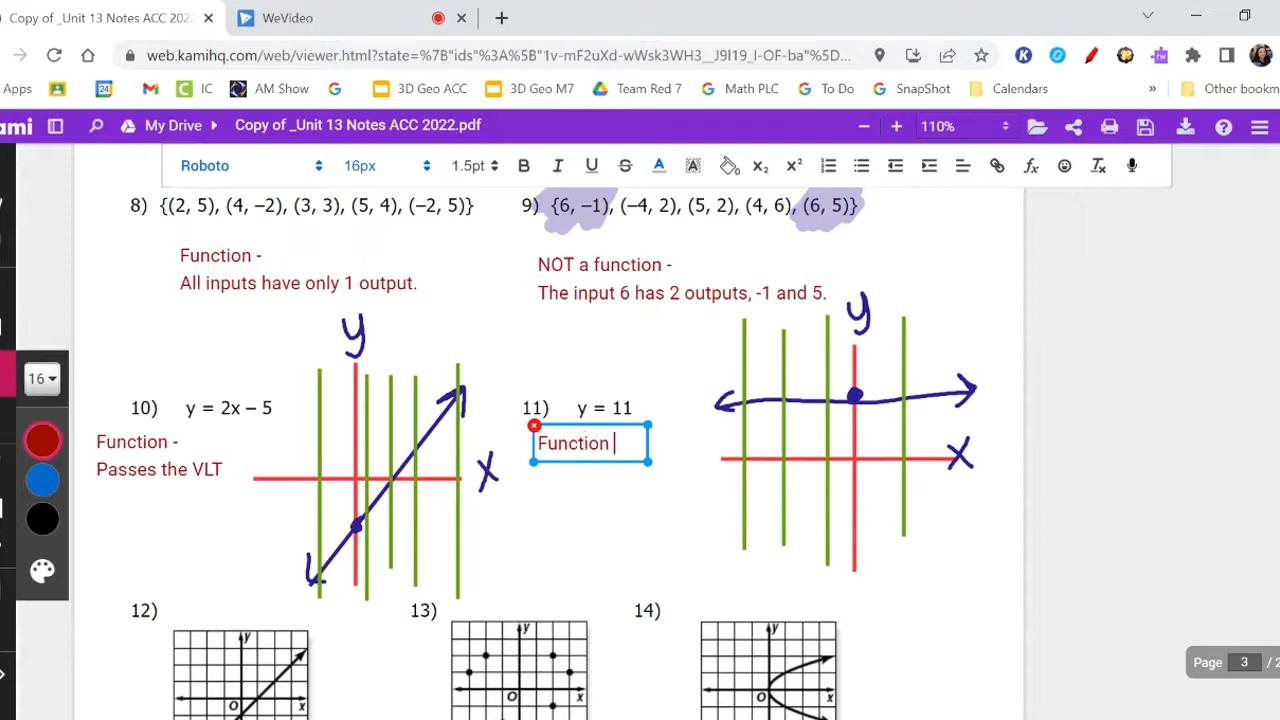 Copy of _Unit 13 Notes ACC 202
WeVideo
web.kamihq.com/web/viewer.html?state=%7B"ids"%3A%5B"1v-mF2uXd-wWsk3WH3__J9I19_I-OF-ba"%5D...
Apps
IC
AM Show
3D Geo ACC
3D Geo M7
Team Red 7
Math PLC
To Do
SnapShot
Calendars
»
Other bookm
ami
My Drive
Copy of _Unit 13 Notes ACC 2022.pdf
110%
Roboto
16px
1.5pt
B I U S A A x₂ x²
8) {(2, 5), (4, –2), (3, 3), (5, 4), (–2, 5)}
9) {6, –1), (–4, 2), (5, 2), (4, 6), (6, 5)}
Function -
All inputs have only 1 output.
NOT a function -
The input 6 has 2 outputs, -1 and 5.
y
y
16
10) y = 2x – 5
11) y = 11
Function -
Passes the VLT
Function
x
x
12)
13)
14)
y
O
x
y
O
x
y
O
x
Page 3 / 2